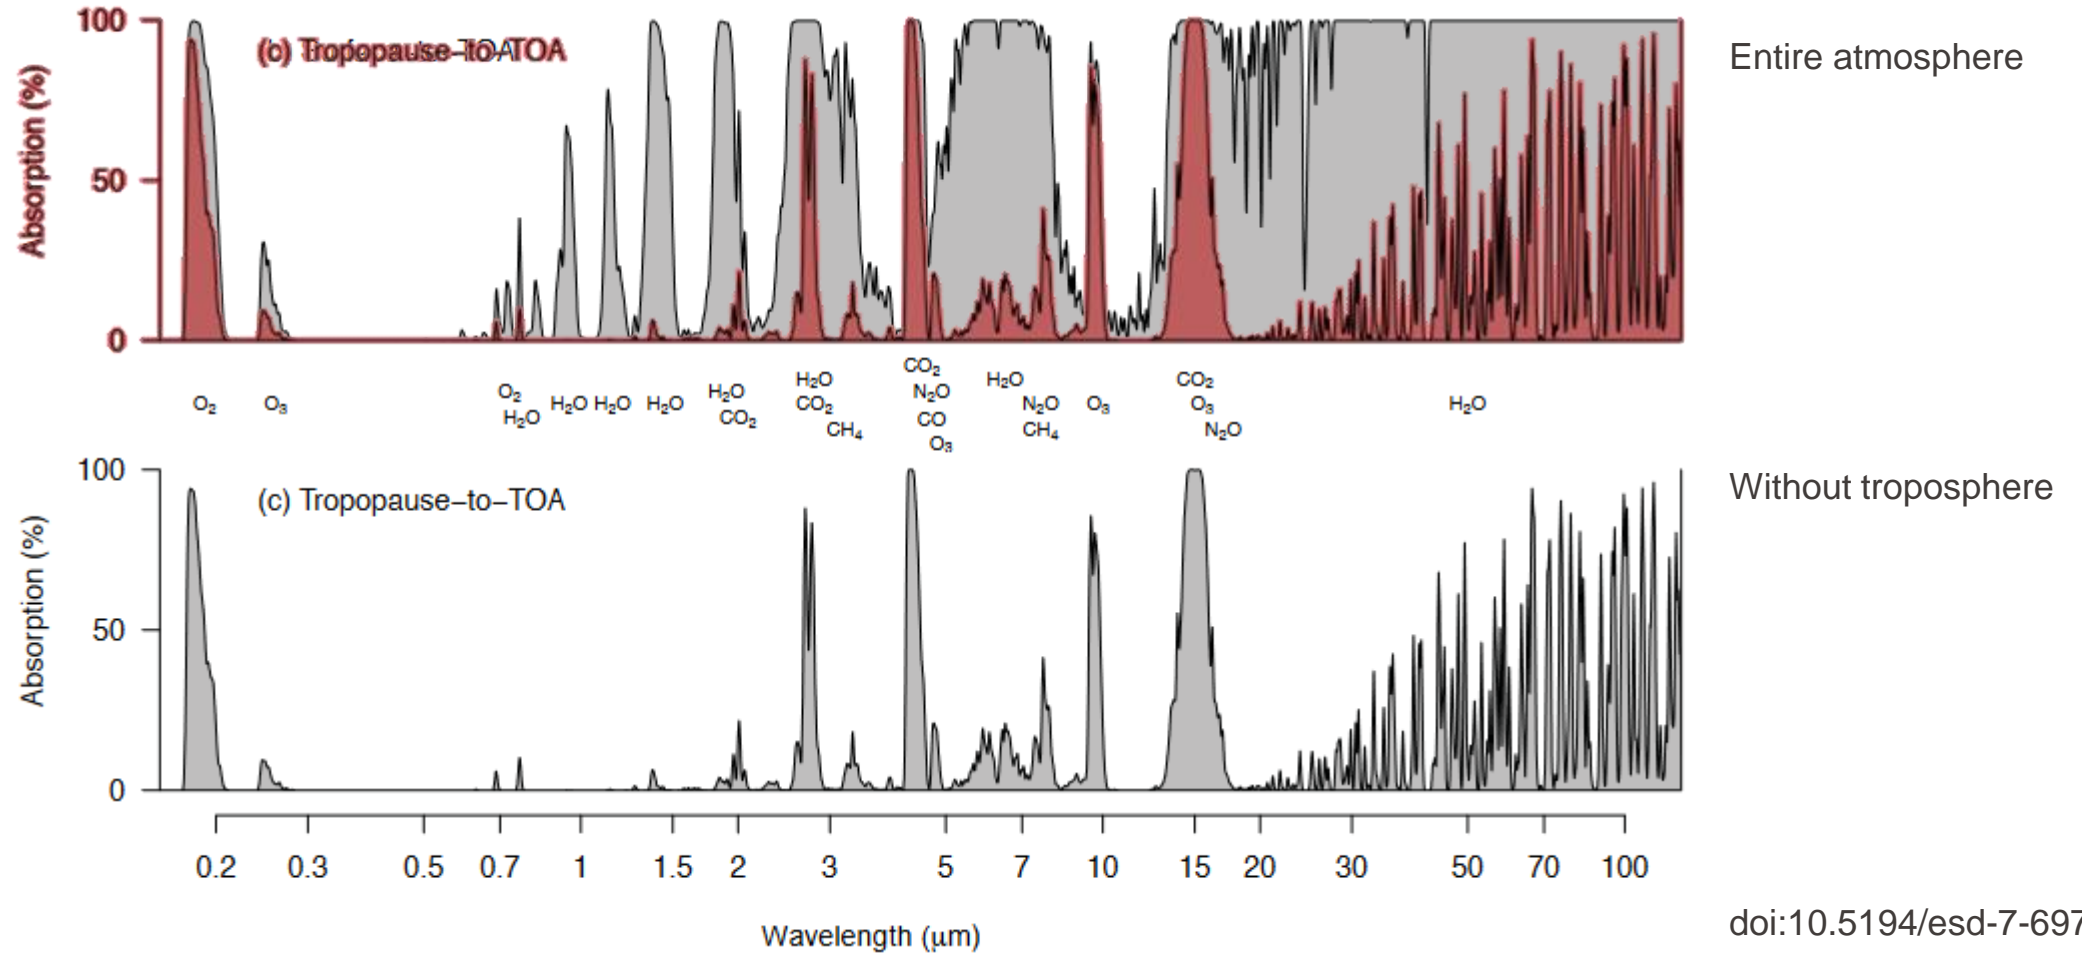 100
50
0
Absorption (%)
(c) Tropopause–to–TOA
Entire atmosphere
O₂
O₃
O₂
H₂O
H₂O
H₂O
H₂O
H₂O
CO₂
H₂O
CO₂
CH₄
CO₂
N₂O
CO
O₃
H₂O
N₂O
CH₄
O₃
CO₂
O₃
N₂O
H₂O
100
50
0
Absorption (%)
(c) Tropopause–to–TOA
Without troposphere
0.2 0.3 0.5 0.7 1 1.5 2 3 5 7 10 15 20 30 50 70 100
Wavelength (μm)
doi:10.5194/esd-7-697